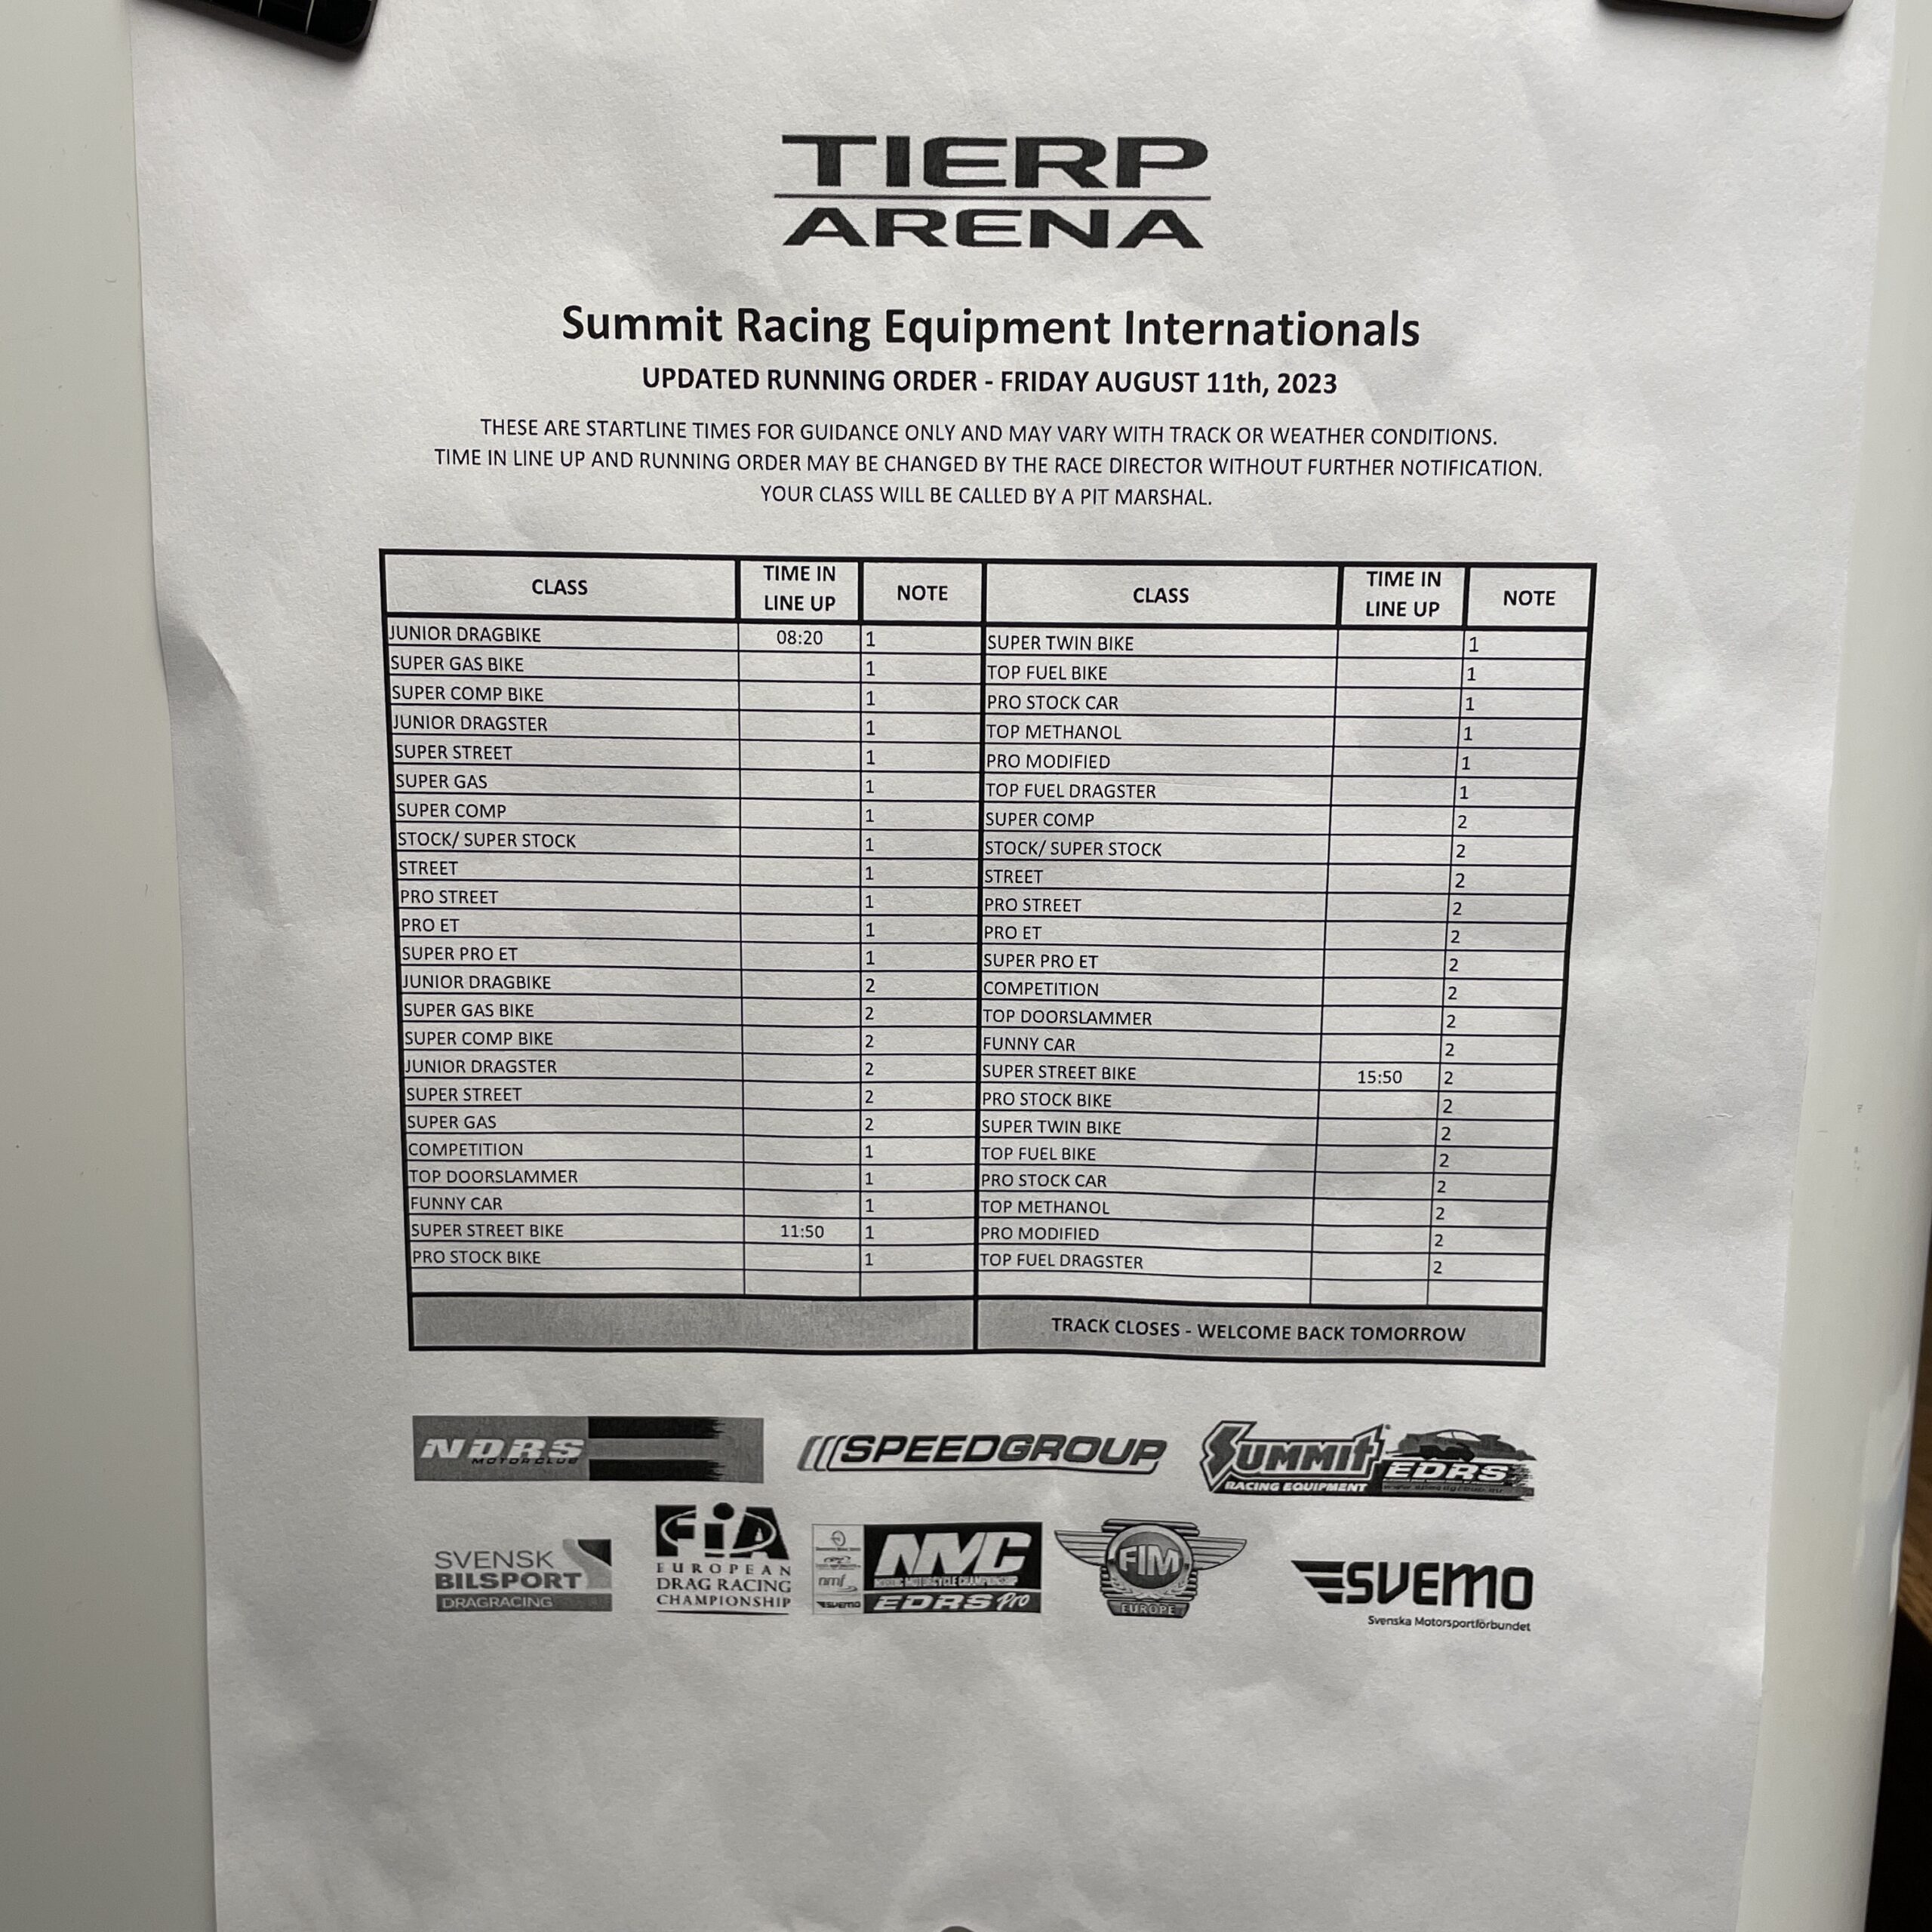 TIERP
ARENA
Summit Racing Equipment Internationals
UPDATED RUNNING ORDER - FRIDAY AUGUST 11th, 2023
THESE ARE STARTLINE TIMES FOR GUIDANCE ONLY AND MAY VARY WITH TRACK OR WEATHER CONDITIONS.
TIME IN LINE UP AND RUNNING ORDER MAY BE CHANGED BY THE RACE DIRECTOR WITHOUT FURTHER NOTIFICATION.
YOUR CLASS WILL BE CALLED BY A PIT MARSHAL.
CLASS TIME IN LINE UP NOTE CLASS TIME IN LINE UP NOTE
JUNIOR DRAGBIKE 08:20 1 SUPER TWIN BIKE 1
SUPER GAS BIKE 1 TOP FUEL BIKE 1
SUPER COMP BIKE 1 PRO STOCK CAR 1
JUNIOR DRAGSTER 1 TOP METHANOL 1
SUPER STREET 1 PRO MODIFIED 1
SUPER GAS 1 TOP FUEL DRAGSTER 1
SUPER COMP 1 SUPER COMP 2
STOCK/ SUPER STOCK 1 STOCK/ SUPER STOCK 2
STREET 1 STREET 2
PRO STREET 1 PRO STREET 2
PRO ET 1 PRO ET 2
SUPER PRO ET 1 SUPER PRO ET 2
JUNIOR DRAGBIKE 2 COMPETITION 2
SUPER GAS BIKE 2 TOP DOORSLAMMER 2
SUPER COMP BIKE 2 FUNNY CAR 2
JUNIOR DRAGSTER 2 SUPER STREET BIKE 15:50 2
SUPER STREET 2 PRO STOCK BIKE 2
SUPER GAS 2 SUPER TWIN BIKE 2
COMPETITION 1 TOP FUEL BIKE 2
TOP DOORSLAMMER 1 PRO STOCK CAR 2
FUNNY CAR 1 TOP METHANOL 2
SUPER STREET BIKE 11:50 1 PRO MODIFIED 2
PRO STOCK BIKE 1 TOP FUEL DRAGSTER 2
TRACK CLOSES - WELCOME BACK TOMORROW
NDRS
MOTORCLUB
SPEEDGROUP
SUMMIT
RACING EQUIPMENT
EDRS
SVENSK
BILSPORT
DRAGRACING
FIA
EUROPEAN
DRAG RACING
CHAMPIONSHIP
nmf
SVEMO
NMC
NORDIC MOTORCYCLE CHAMPIONSHIP
EDRS Pro
FIM
EUROPE
SVEMO
Svenska Motorsportförbundet